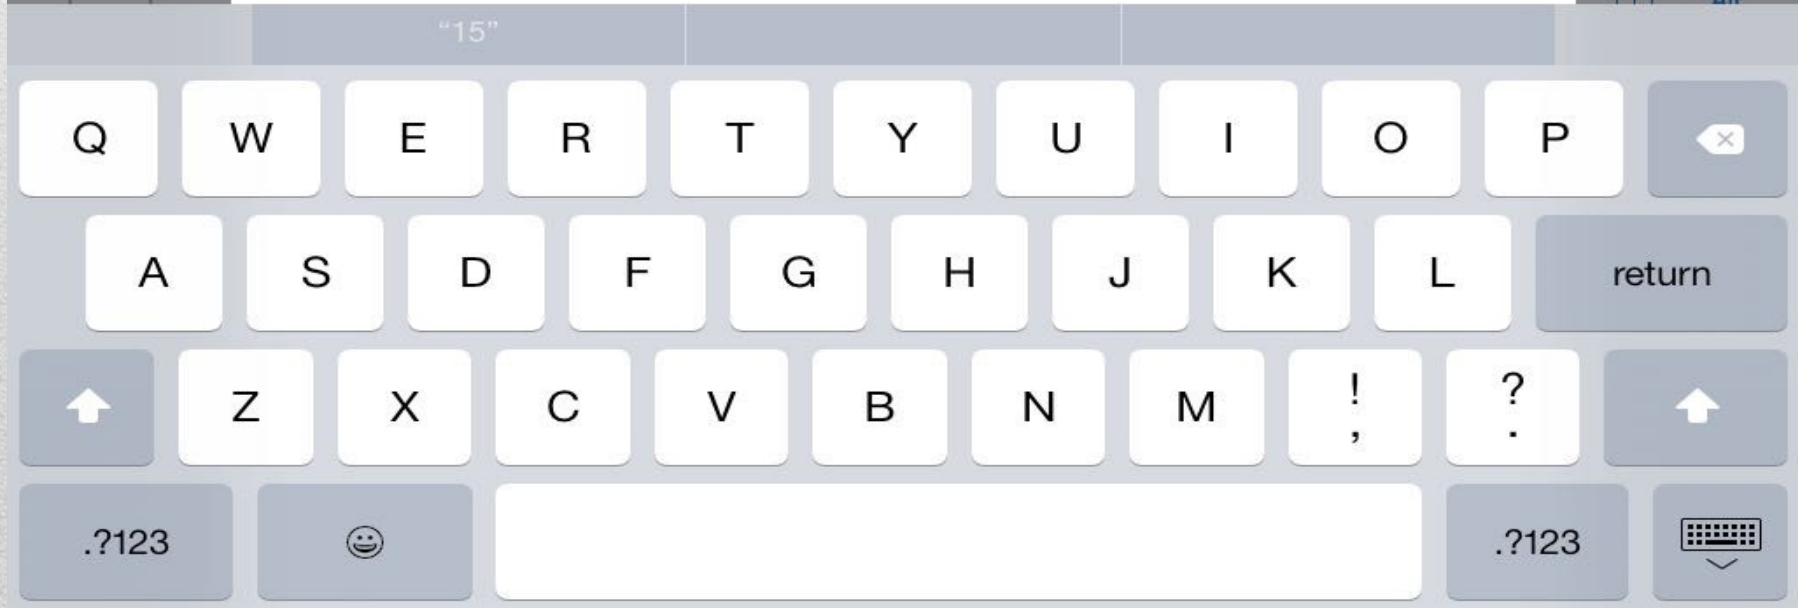 “15”
Q W E R T Y U I O P
A S D F G H J K L return
Z X C V B N M ! , ? .
.?123 .?123